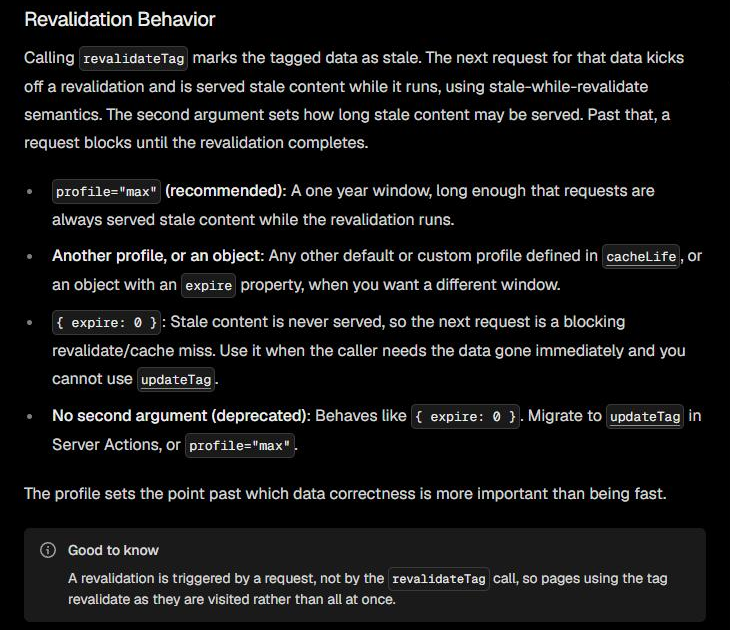 Revalidation Behavior
Calling revalidateTag marks the tagged data as stale. The next request for that data kicks
off a revalidation and is served stale content while it runs, using stale-while-revalidate
semantics. The second argument sets how long stale content may be served. Past that, a
request blocks until the revalidation completes.
• profile="max" (recommended): A one year window, long enough that requests are
always served stale content while the revalidation runs.
• Another profile, or an object: Any other default or custom profile defined in cacheLife, or
an object with an expire property, when you want a different window.
• { expire: 0 }: Stale content is never served, so the next request is a blocking
revalidate/cache miss. Use it when the caller needs the data gone immediately and you
cannot use updateTag.
• No second argument (deprecated): Behaves like { expire: 0 }. Migrate to updateTag in
Server Actions, or profile="max".
The profile sets the point past which data correctness is more important than being fast.
Good to know
A revalidation is triggered by a request, not by the revalidateTag call, so pages using the tag
revalidate as they are visited rather than all at once.